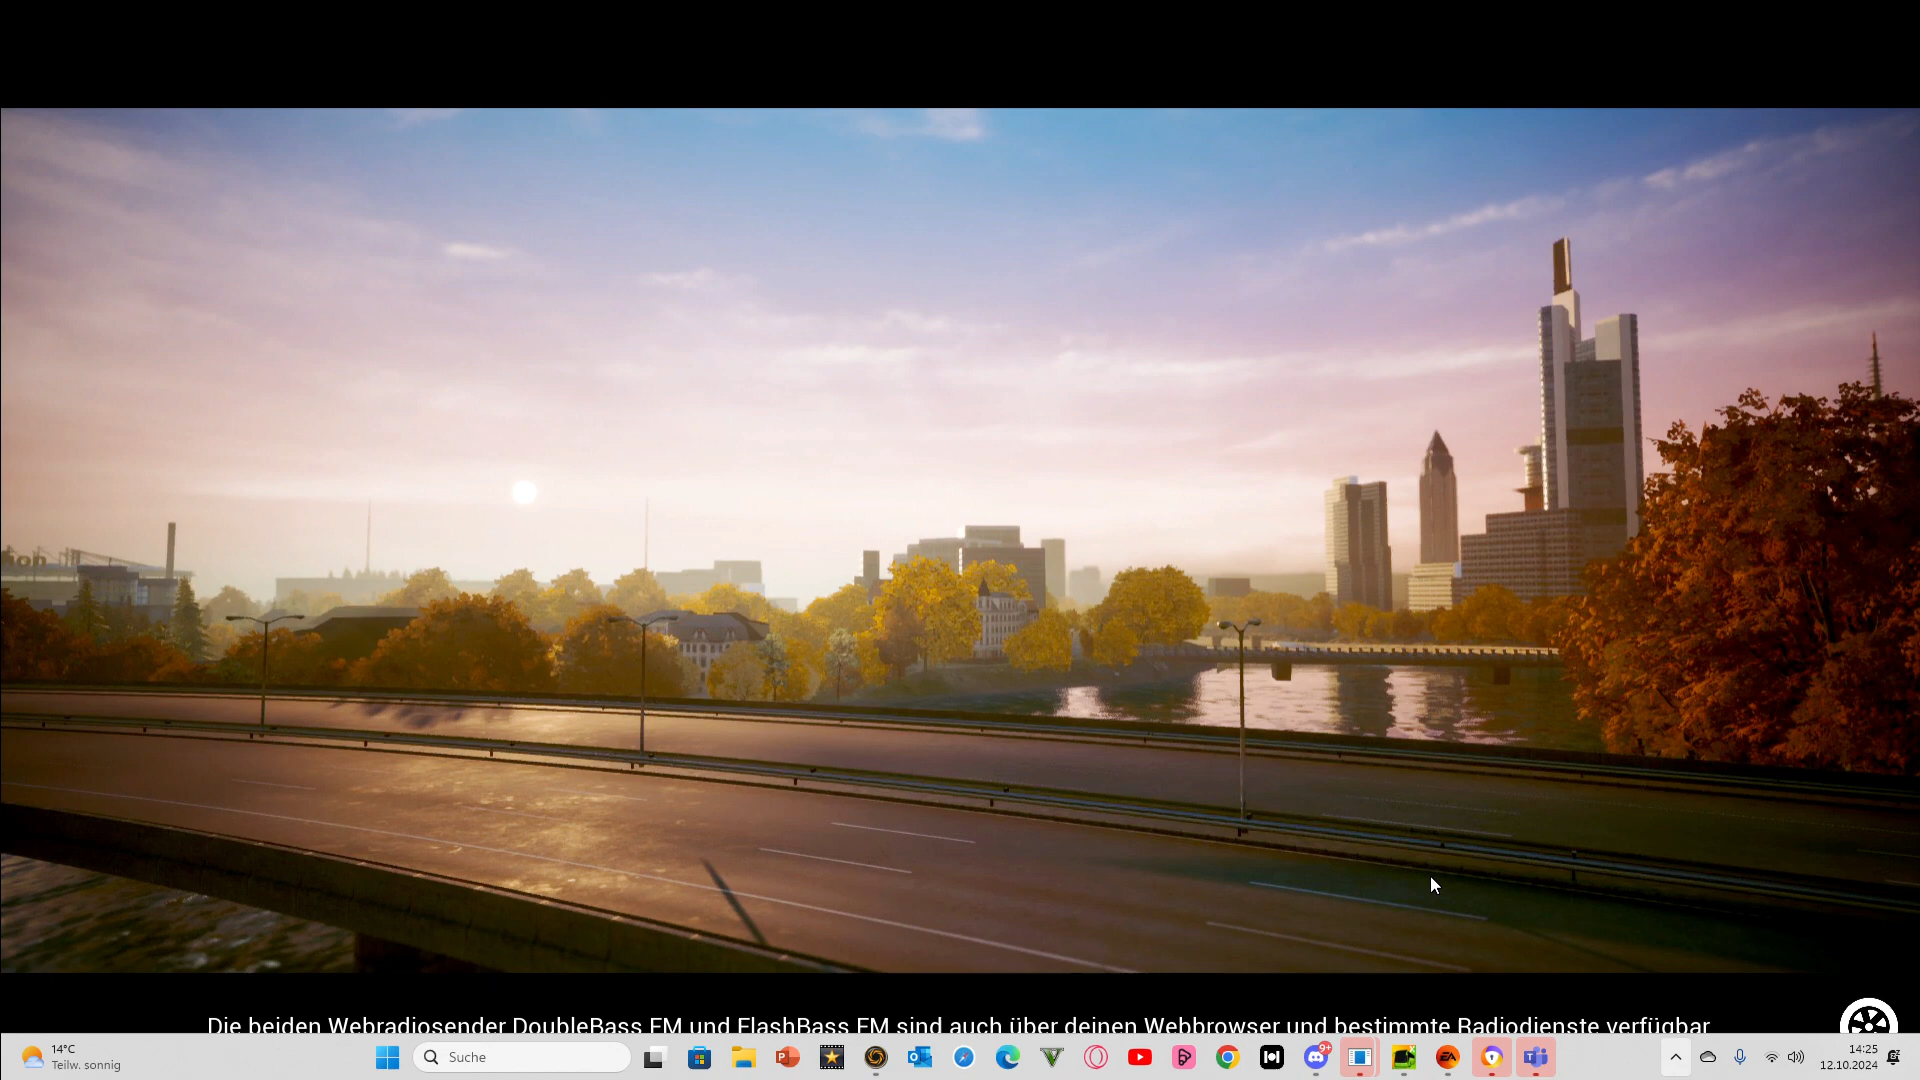 Die beiden Webradiosender DoubleBass FM und FlashBass FM sind auch über deinen Webbrowser und bestimmte Radiodienste verfügbar
14°C
Teilw. sonnig
Suche
9+
14:25
12.10.2024